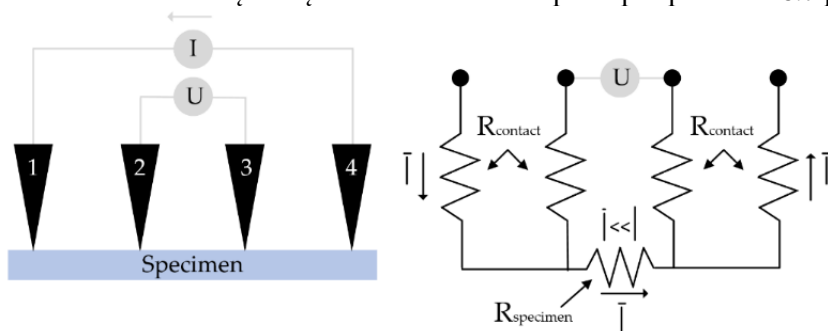 I
U
1 2 3 4
Specimen
U
Rcontact Rcontact
I I
i<<I
Rspecimen
I